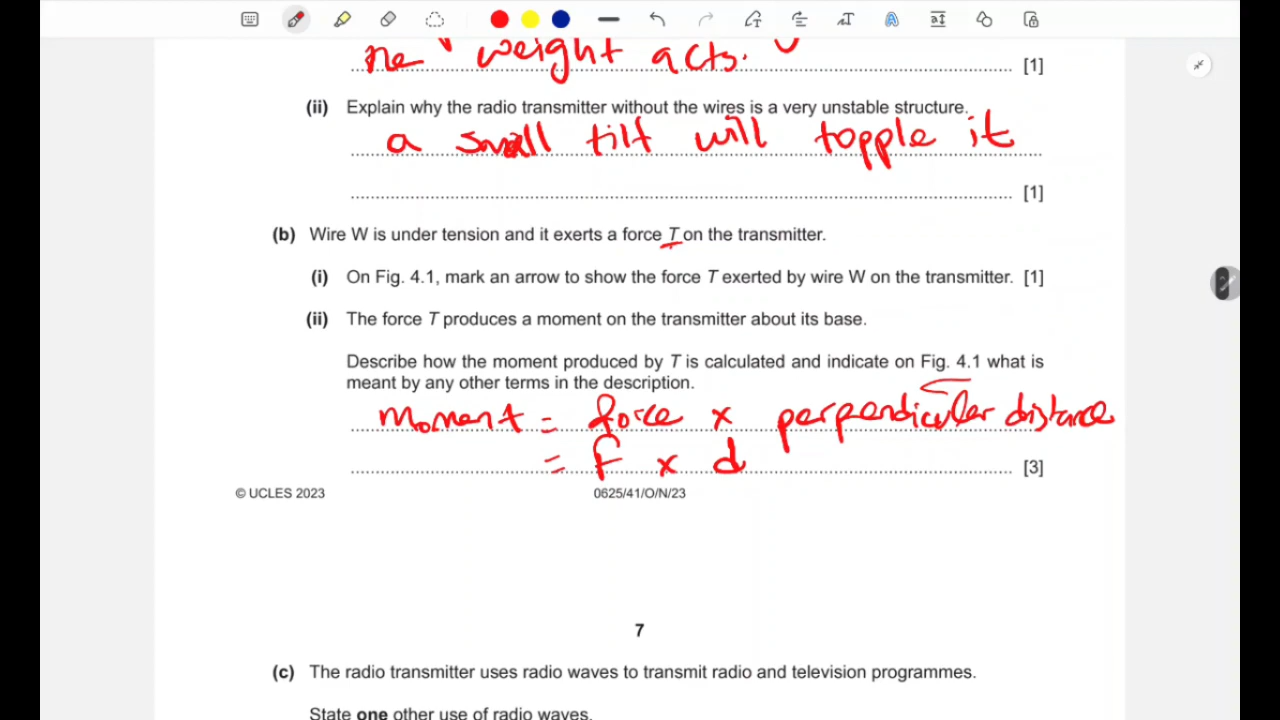 he weight acts.
[1]
(ii) Explain why the radio transmitter without the wires is a very unstable structure.
a small tilt will topple it
[1]
(b) Wire W is under tension and it exerts a force T on the transmitter.
(i) On Fig. 4.1, mark an arrow to show the force T exerted by wire W on the transmitter. [1]
(ii) The force T produces a moment on the transmitter about its base.
Describe how the moment produced by T is calculated and indicate on Fig. 4.1 what is
meant by any other terms in the description.
Moment = force x perpendicular distance
= F x d
[3]
© UCLES 2023 0625/41/O/N/23
7
(c) The radio transmitter uses radio waves to transmit radio and television programmes.
State one other use of radio waves.